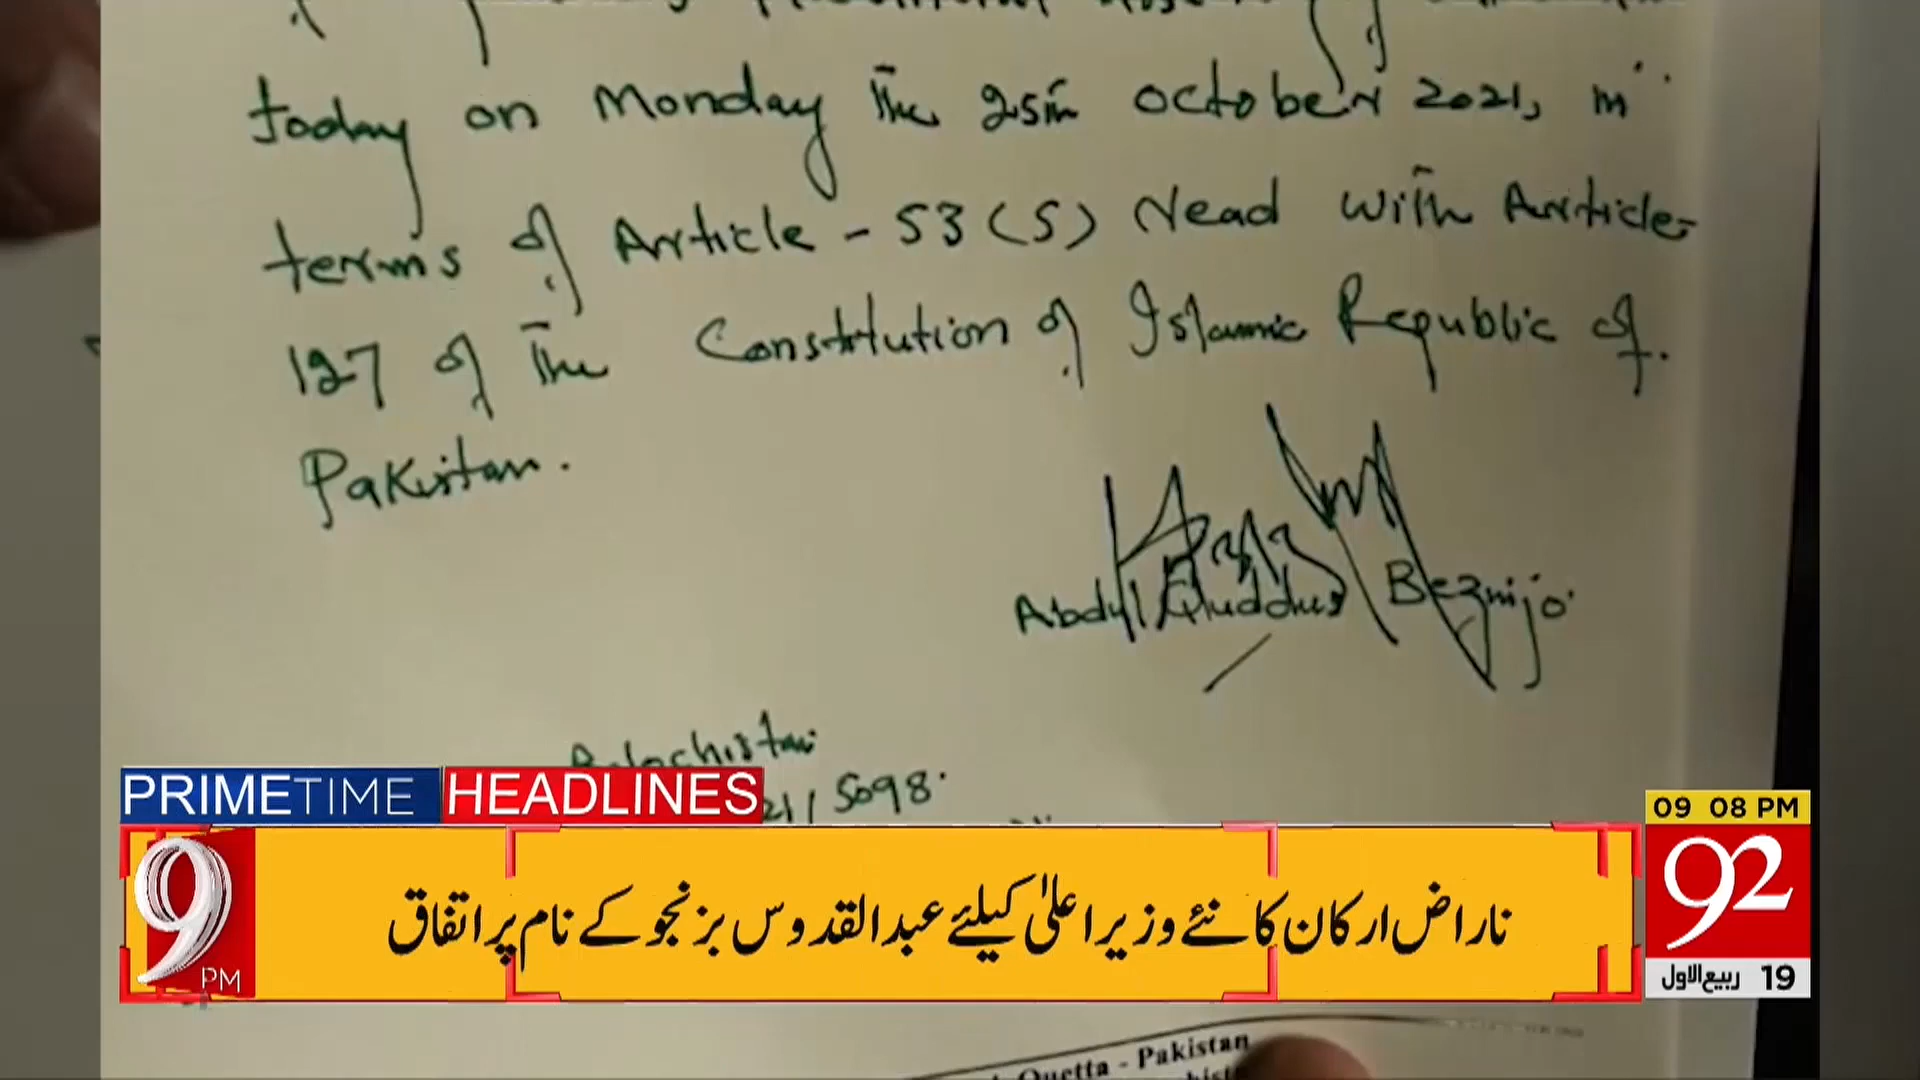 today on Monday the 25th October 2021, in
terms of Article - 53 (5) read with Article-
127 of the Constitution of Islamic Republic of
Pakistan.
Abdul Quddus Beznijo.
Balochistan
21/5098.
PRIMETIME HEADLINES
09 08 PM
92
9 PM
ناراض ارکان کا نئے وزیراعلیٰ کیلئے عبدالقدوس بزنجو کے نام پر اتفاق
19 ربیع الاول
Quetta - Pakistan